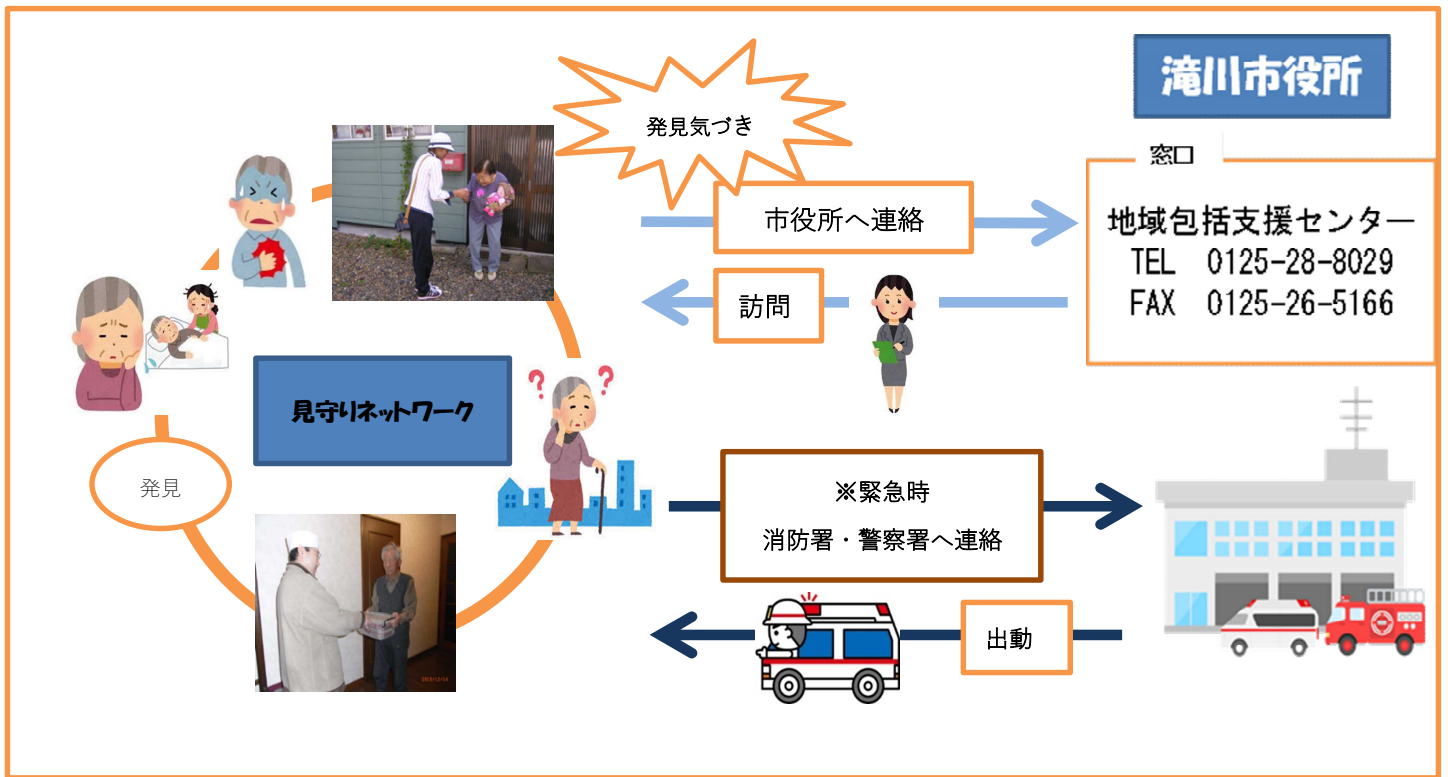 滝川市役所
発見気づき
窓口
地域包括支援センター
TEL 0125-28-8029
FAX 0125-26-5166
市役所へ連絡
訪問
見守りネットワーク
発見
※緊急時
消防署・警察署へ連絡
出動